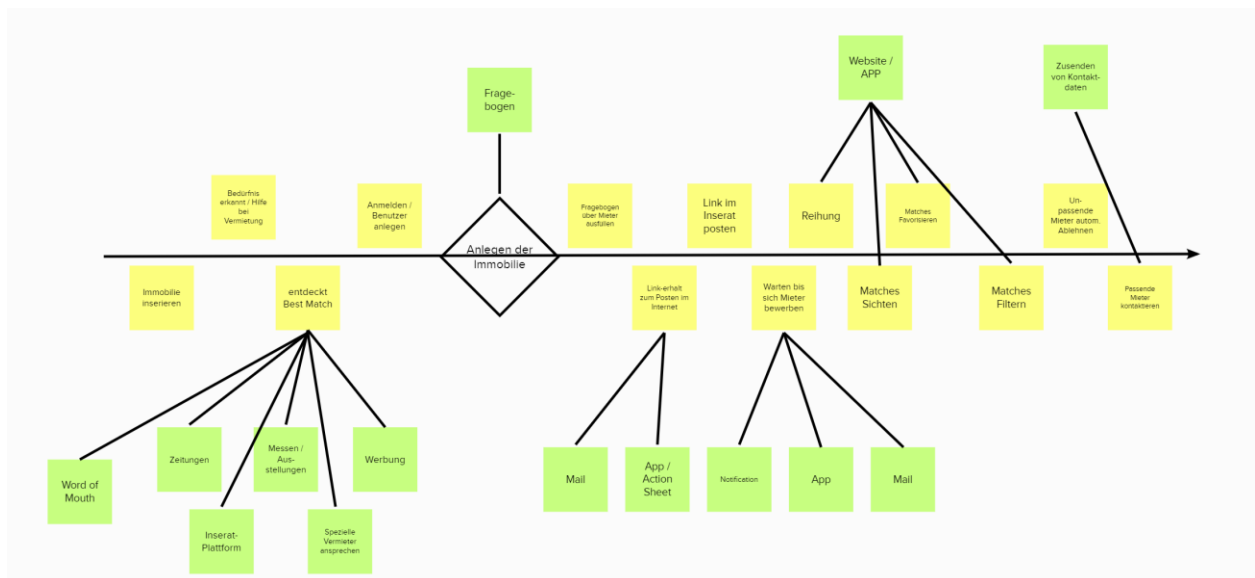 Website /
APP
Zusenden
von Kontakt-
daten
Frage-
bogen
Bedürfnis
erkannt / Hilfe
bei
Vermietung
Anmelden /
Benutzer
anlegen
Fragebogen
über Mieter
ausfüllen
Link im
Inserat
posten
Reihung
Matches
Favorisieren
Un-
passende
Mieter autom.
Ablehnen
Anlegen der
Immobilie
Immobilie
inserieren
entdeckt
Best Match
Link-erhalt
zum Posten im
Internet
Warten bis
sich Mieter
bewerben
Matches
Sichten
Matches
Filtern
Passende
Mieter
kontaktieren
Word of
Mouth
Zeitungen
Messen /
Aus-
stellungen
Werbung
Inserat-
Plattform
Spezielle
Vermieter
ansprechen
Mail
App /
Action
Sheet
Notification
App
Mail